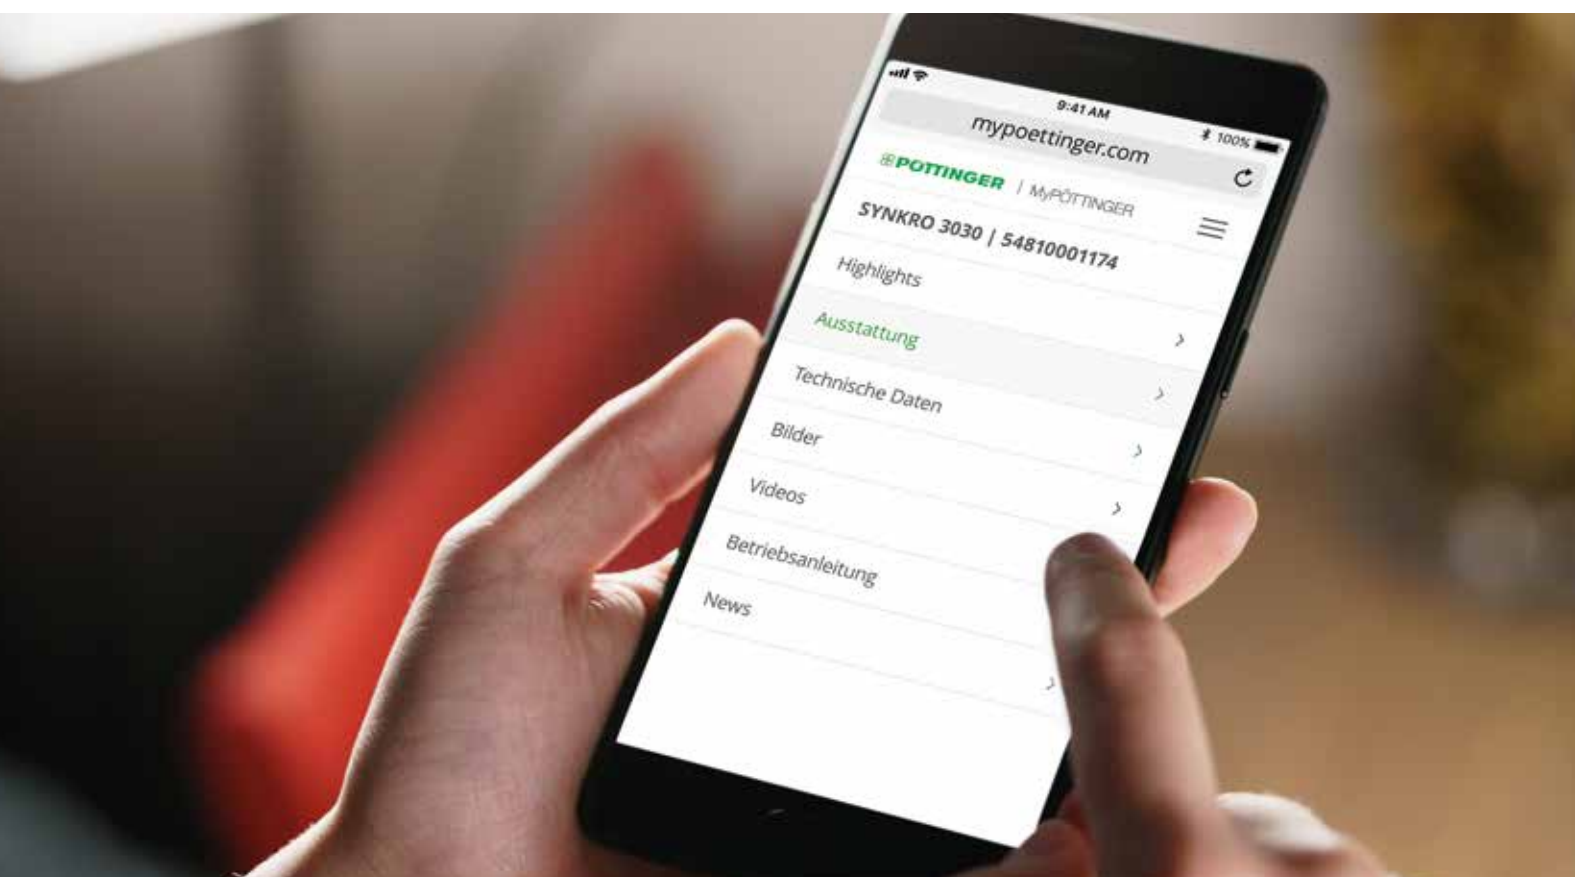 9:41 AM
100%
mypoettinger.com
PÖTTINGER | MyPÖTTINGER
SYNKRO 3030 | 54810001174
Highlights
Ausstattung
Technische Daten
Bilder
Videos
Betriebsanleitung
News